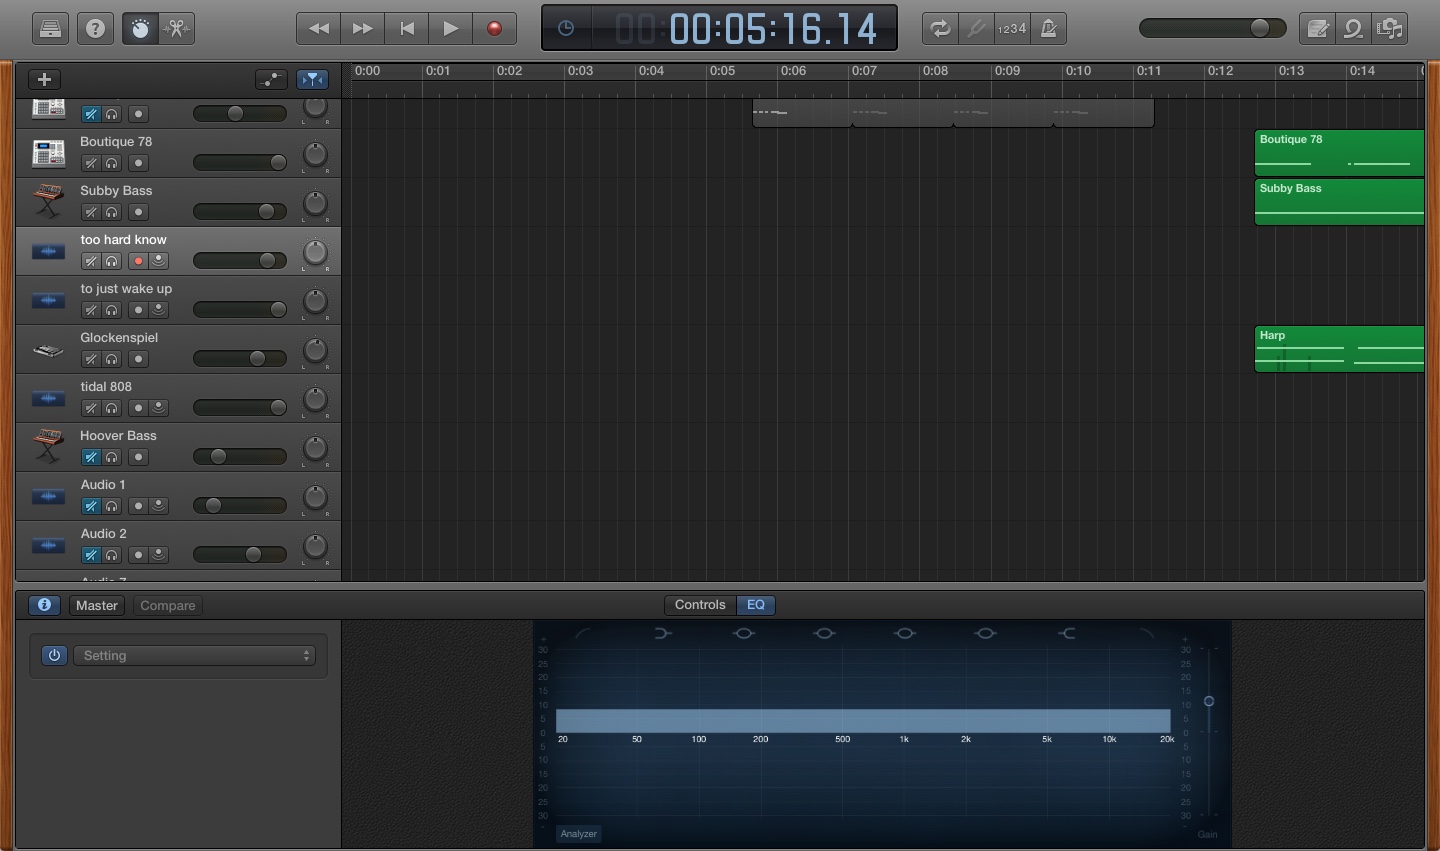 00:00:05:16.14
1234
0:00 0:01 0:02 0:03 0:04 0:05 0:06 0:07 0:08 0:09 0:10 0:11 0:12 0:13 0:14
Boutique 78
Boutique 78
Subby Bass
Subby Bass
too hard know
to just wake up
Glockenspiel
Harp
tidal 808
Hoover Bass
Audio 1
Audio 2
Master Compare
Controls EQ
Setting
+ +
30 30
25 25
20 20
15 15
10 10
5 5
0 0
20 50 100 200 500 1k 2k 5k 10k 20k
5 5
10 10
15 15
20 20
25 25
30 30
- -
Analyzer
Gain